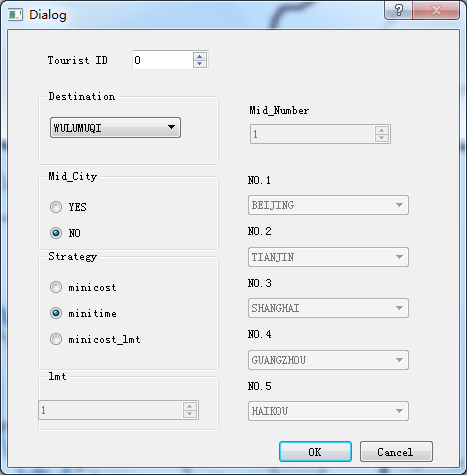 Dialog
Tourist ID
0
Destination
WULUMUQI
Mid_City
YES
NO
Strategy
minicost
minitime
minicost_lmt
lmt
1
Mid_Number
1
NO.1
BEIJING
NO.2
TIANJIN
NO.3
SHANGHAI
NO.4
GUANGZHOU
NO.5
HAIKOU
OK
Cancel